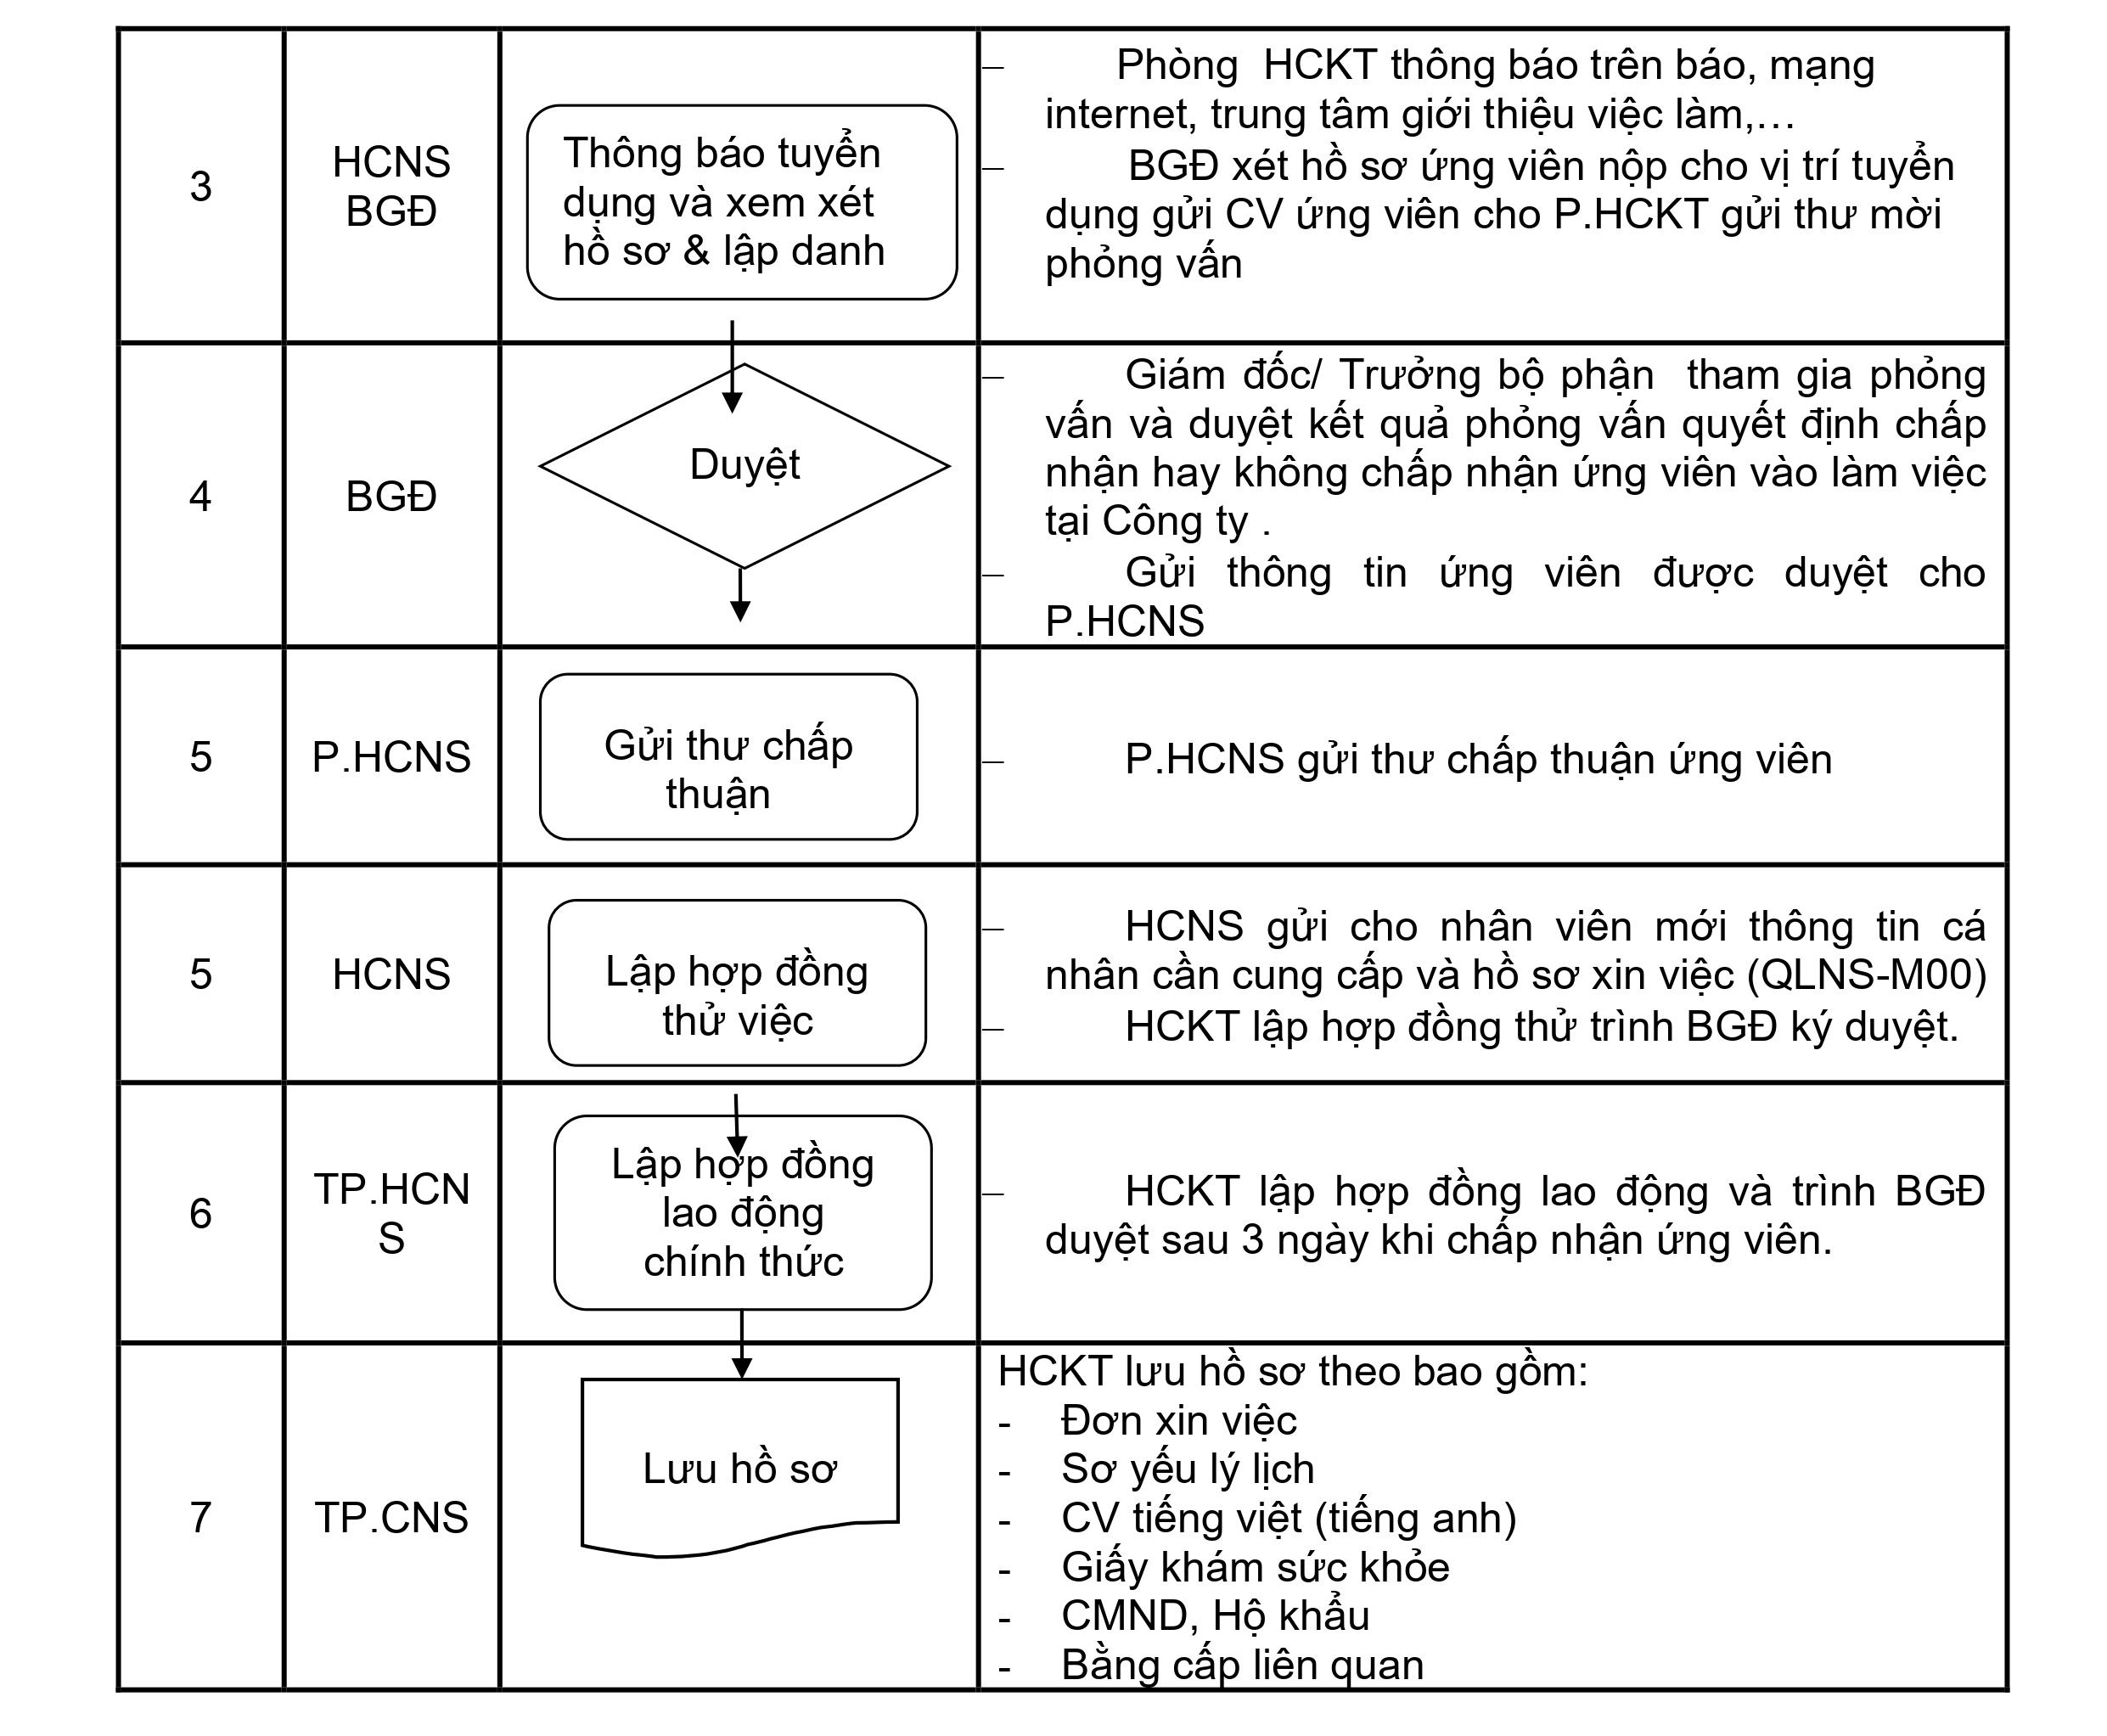 3
HCNS
BGĐ
Thông báo tuyển
dụng và xem xét
hồ sơ & lập danh
– Phòng HCKT thông báo trên báo, mạng
internet, trung tâm giới thiệu việc làm,…
– BGĐ xét hồ sơ ứng viên nộp cho vị trí tuyển
dụng gửi CV ứng viên cho P.HCKT gửi thư mời
phỏng vấn
4
BGĐ
Duyệt
– Giám đốc/ Trưởng bộ phận tham gia phỏng
vấn và duyệt kết quả phỏng vấn quyết định chấp
nhận hay không chấp nhận ứng viên vào làm việc
tại Công ty .
– Gửi thông tin ứng viên được duyệt cho
P.HCNS
5
P.HCNS
Gửi thư chấp
thuận
– P.HCNS gửi thư chấp thuận ứng viên
5
HCNS
Lập hợp đồng
thử việc
– HCNS gửi cho nhân viên mới thông tin cá
nhân cần cung cấp và hồ sơ xin việc (QLNS-M00)
– HCKT lập hợp đồng thử trình BGĐ ký duyệt.
6
TP.HCN
S
Lập hợp đồng
lao động
chính thức
– HCKT lập hợp đồng lao động và trình BGĐ
duyệt sau 3 ngày khi chấp nhận ứng viên.
7
TP.CNS
Lưu hồ sơ
HCKT lưu hồ sơ theo bao gồm:
- Đơn xin việc
- Sơ yếu lý lịch
- CV tiếng việt (tiếng anh)
- Giấy khám sức khỏe
- CMND, Hộ khẩu
- Bằng cấp liên quan